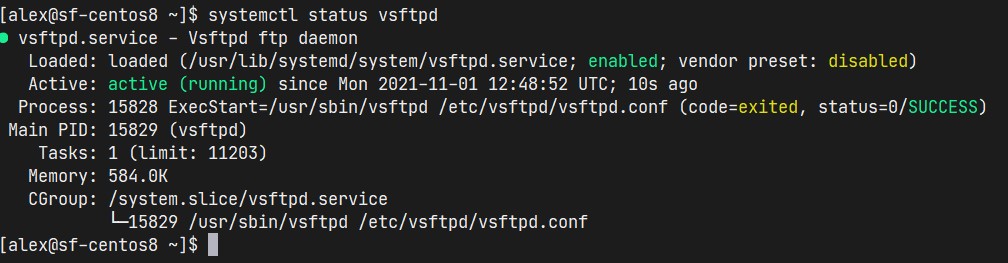 [alex@sf-centos8 ~]$ systemctl status vsftpd
● vsftpd.service - Vsftpd ftp daemon
   Loaded: loaded (/usr/lib/systemd/system/vsftpd.service; enabled; vendor preset: disabled)
   Active: active (running) since Mon 2021-11-01 12:48:52 UTC; 10s ago
  Process: 15828 ExecStart=/usr/sbin/vsftpd /etc/vsftpd/vsftpd.conf (code=exited, status=0/SUCCESS)
 Main PID: 15829 (vsftpd)
    Tasks: 1 (limit: 11203)
   Memory: 584.0K
   CGroup: /system.slice/vsftpd.service
           └─15829 /usr/sbin/vsftpd /etc/vsftpd/vsftpd.conf
[alex@sf-centos8 ~]$